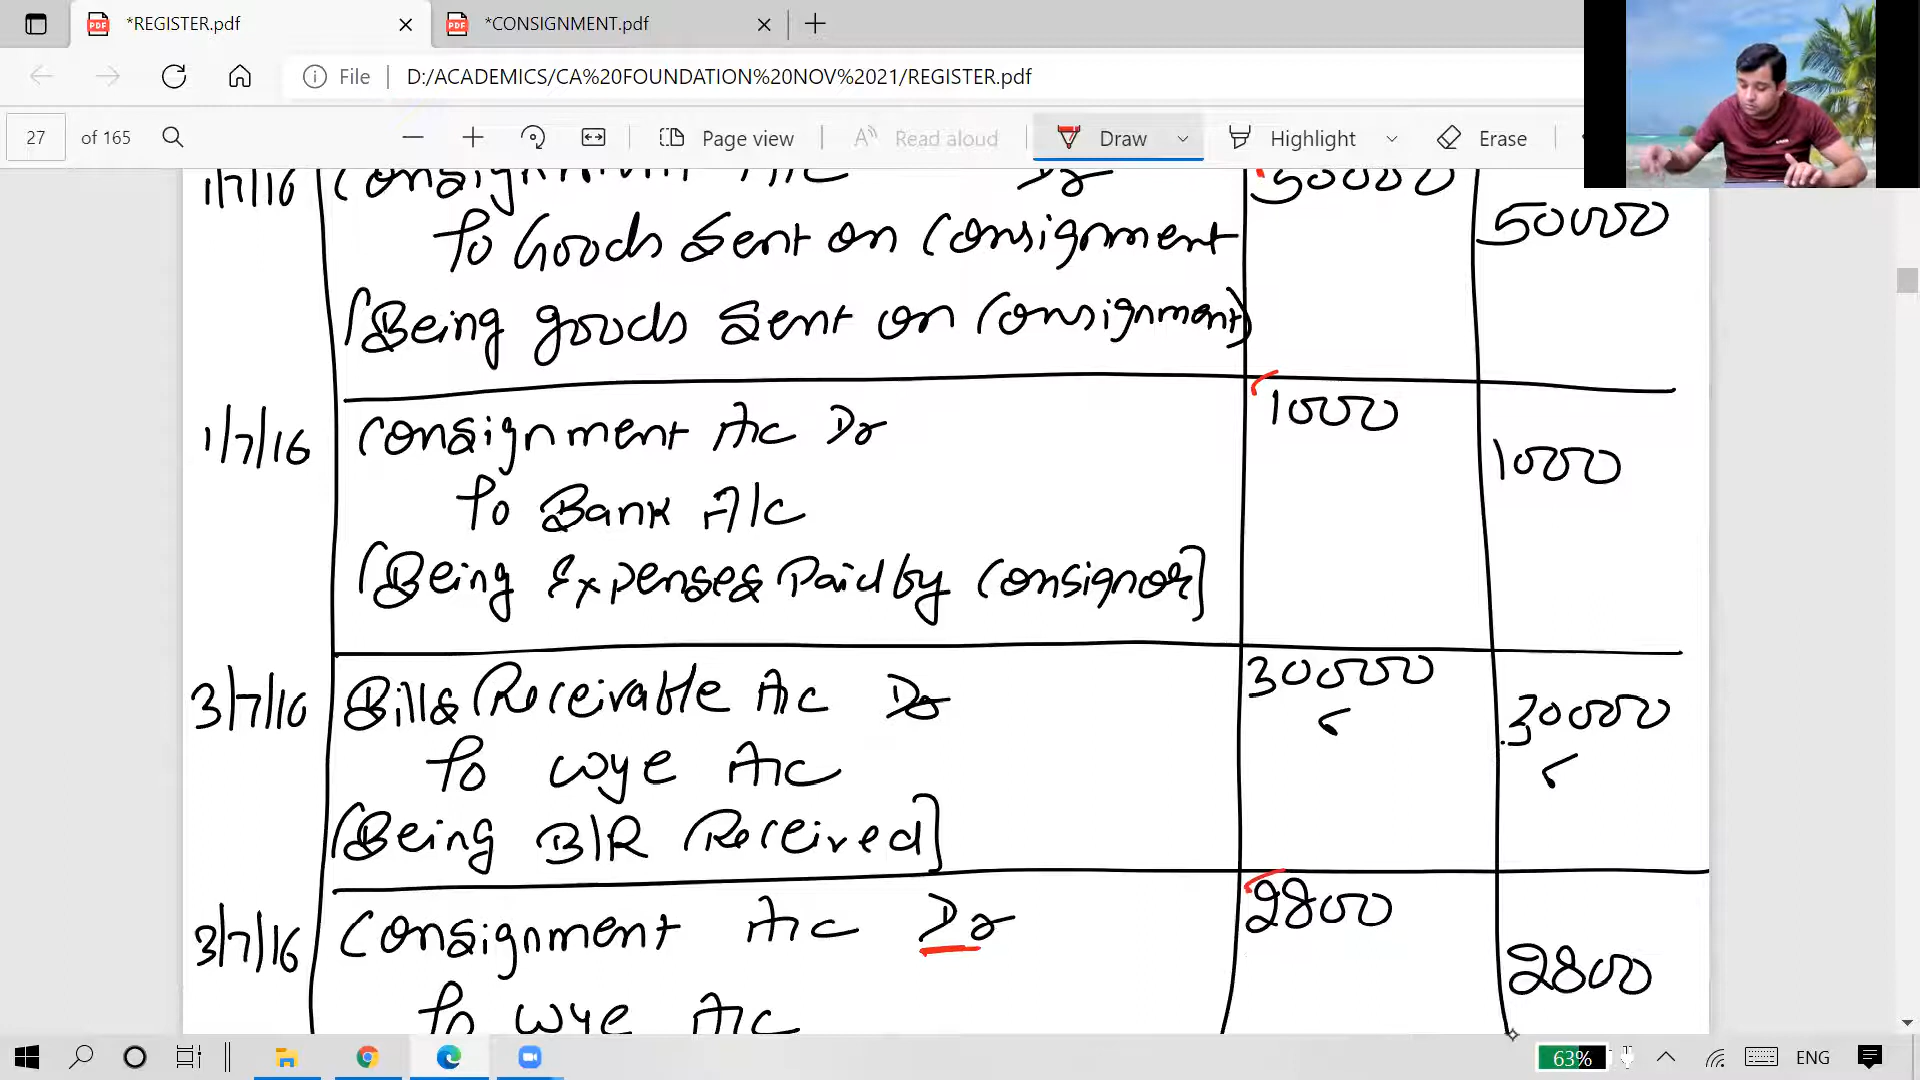 *REGISTER.pdf
*CONSIGNMENT.pdf
File D:/ACADEMICS/CA%20FOUNDATION%20NOV%2021/REGISTER.pdf
27 of 165 Page view Read aloud Draw Highlight Erase
1/7/16 Consignment A/c Dr 50000
To Goods Sent on Consignment 50000
(Being goods Sent on Consignment)
1/7/16 Consignment A/c Dr 1000
To Bank A/c 1000
[Being Expenses Paid by Consignor]
3/7/16 Bills Receivable A/c Dr 30000
To Wye A/c 30000
[Being B/R Received]
3/7/16 Consignment A/c Dr 2800
To Wye A/c 2800
63% ENG